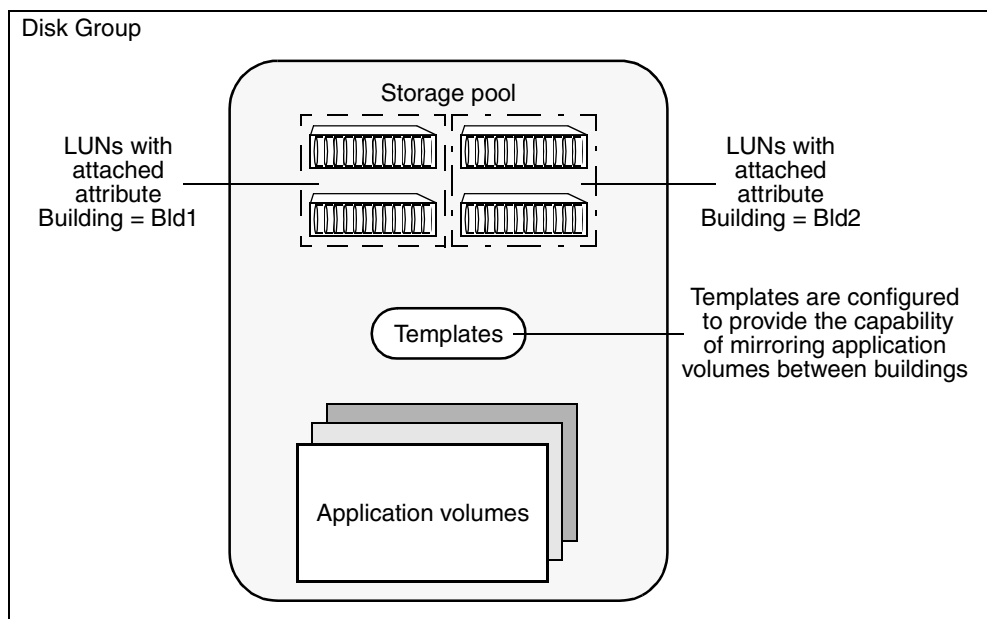 Disk Group
Storage pool
LUNs with
attached
attribute
Building = Bld1
LUNs with
attached
attribute
Building = Bld2
Templates
Templates are configured
to provide the capability
of mirroring application
volumes between buildings
Application volumes